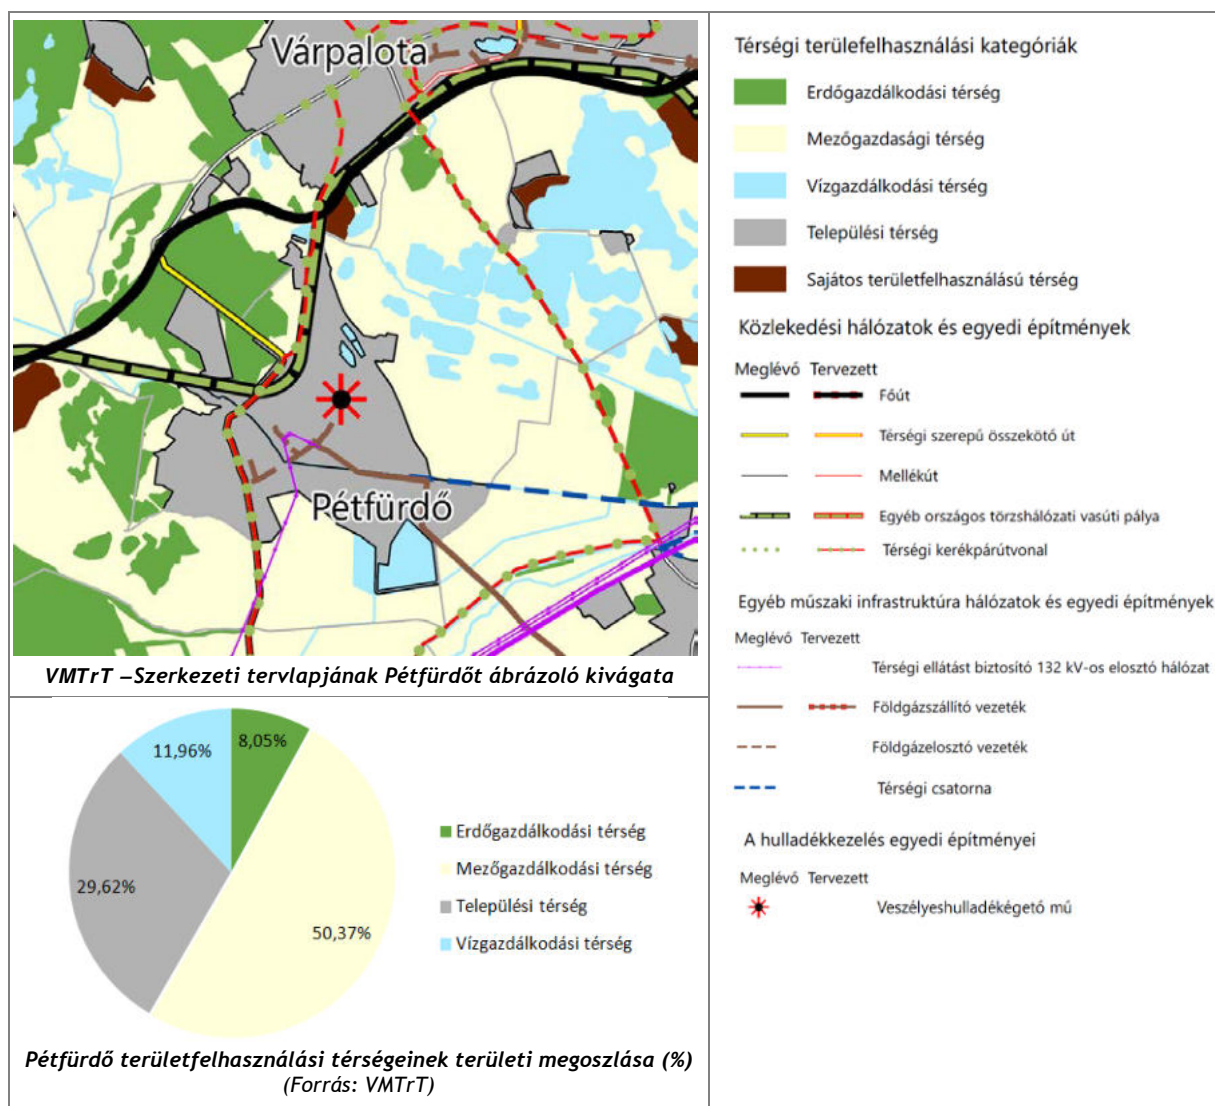 Várpalota
Pétfürdő
VMTrT –Szerkezeti tervlapjának Pétfürdőt ábrázoló kivágata
8,05%
11,96%
29,62%
50,37%
Erdőgazdálkodási térség
Mezőgazdálkodási térség
Települési térség
Vízgazdálkodási térség
Pétfürdő területfelhasználási térségeinek területi megoszlása (%)
(Forrás: VMTrT)
Térségiterülefelhasználási kategóriák
Erdőgazdálkodási térség
Mezőgazdasági térség
Vízgazdálkodási térség
Települési térség
Sajátos területfelhasználású térség
Közlekedési hálózatok és egyedi építmények
Meglévő Tervezett
Főút
Térségi szerepű összekötő út
Mellékút
Egyéb országos törzshálózati vasúti pálya
Térségi kerékpárútvonal
Egyéb műszaki infrastruktúra hálózatok és egyedi építmények
Meglévő Tervezett
Térségi ellátást biztosító 132 kV-os elosztó hálózat
Földgázszállító vezeték
Földgázelosztó vezeték
Térségi csatorna
A hulladékkezelés egyedi építményei
Meglévő Tervezett
Veszélyeshulladékégető mű